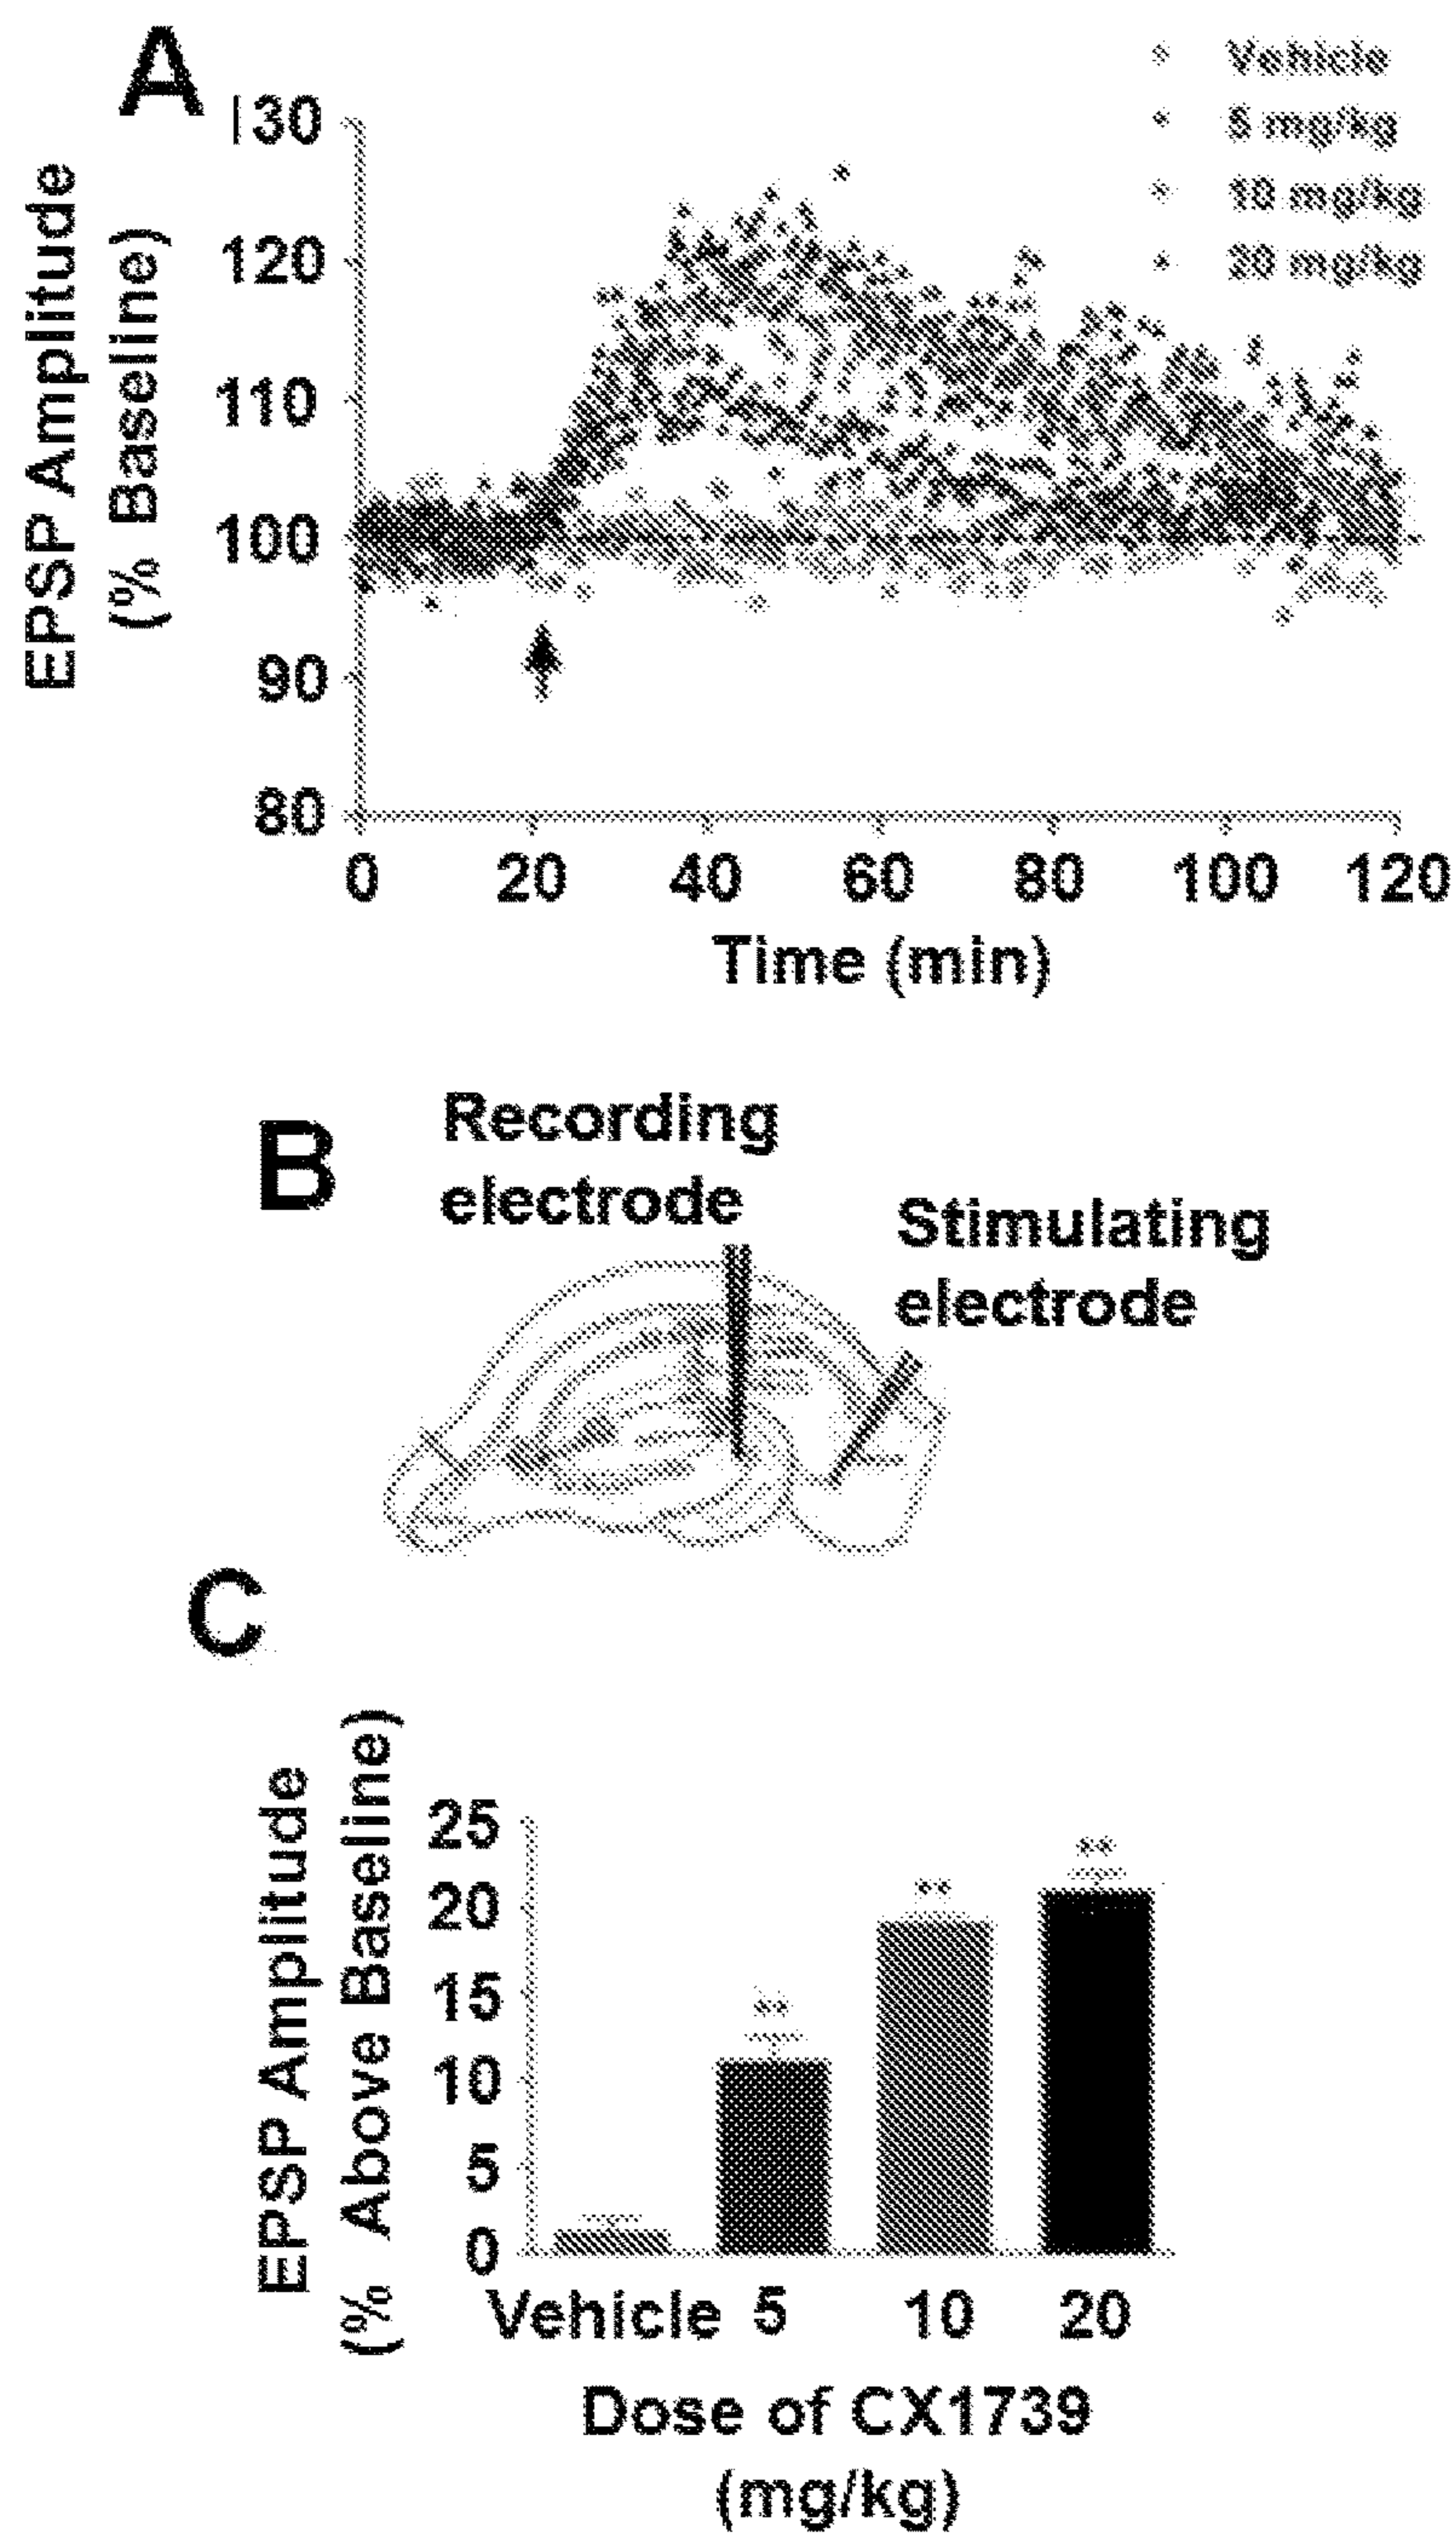 A
Vehicle
5 mg/kg
10 mg/kg
20 mg/kg
EPSP Amplitude
(% Baseline)
130
120
110
100
90
80
0 20 40 60 80 100 120
Time (min)
B
Recording
electrode
Stimulating
electrode
C
EPSP Amplitude
(% Above Baseline)
25
20
15
10
5
0
**
**
**
Vehicle 5 10 20
Dose of CX1739
(mg/kg)